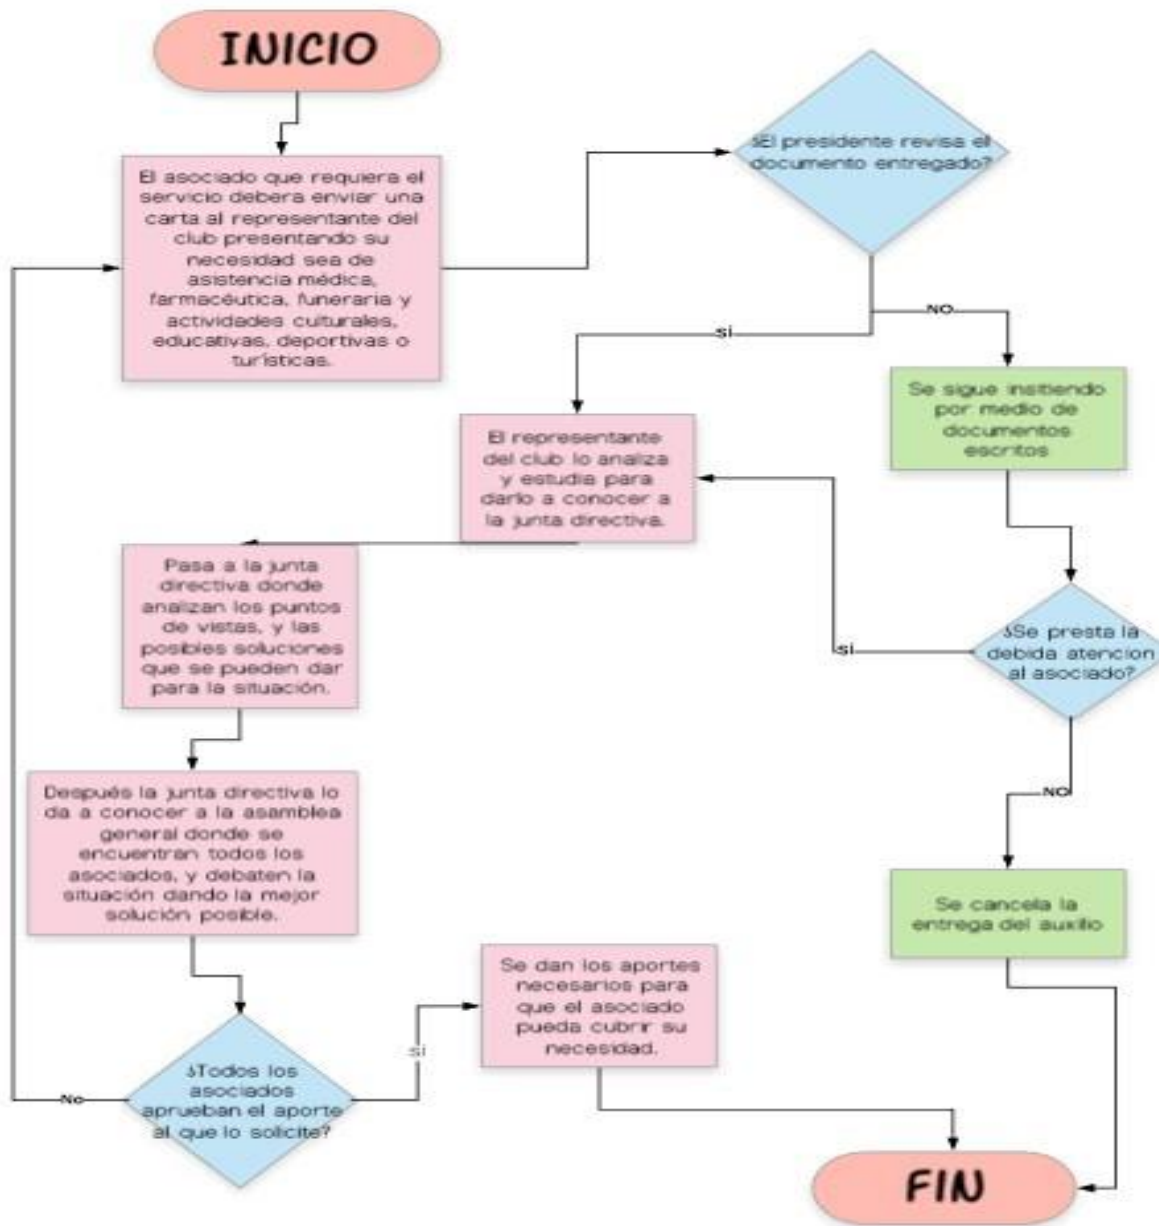 INICIO
El asociado que requiera el
servicio debera enviar una
carta al representante del
club presentando su
necesidad sea de
asistencia médica,
farmacéutica, funeraria y
actividades culturales,
educativas, deportivas o
turísticas.
¿El presidente revisa el
documento entregado?
SÍ
NO
Se sigue insitiendo
por medio de
documentos
escritos
El representante
del club lo analiza
y estudia para
darlo a conocer a
la junta directiva.
Pasa a la junta
directiva donde
analizan los puntos
de vistas, y las
posibles soluciones
que se pueden dar
para la situación.
¿Se presta la
debida atencion
al asociado?
sí
NO
Después la junta directiva lo
da a conocer a la asamblea
general donde se
encuentran todos los
asociados, y debaten la
situación dando la mejor
solución posible.
Se cancela la
entrega del auxilio
Se dan los aportes
necesarios para
que el asociado
pueda cubrir su
necesidad.
¿Todos los
asociados
aprueban el aporte
al que lo solicite?
No
Sí
FIN